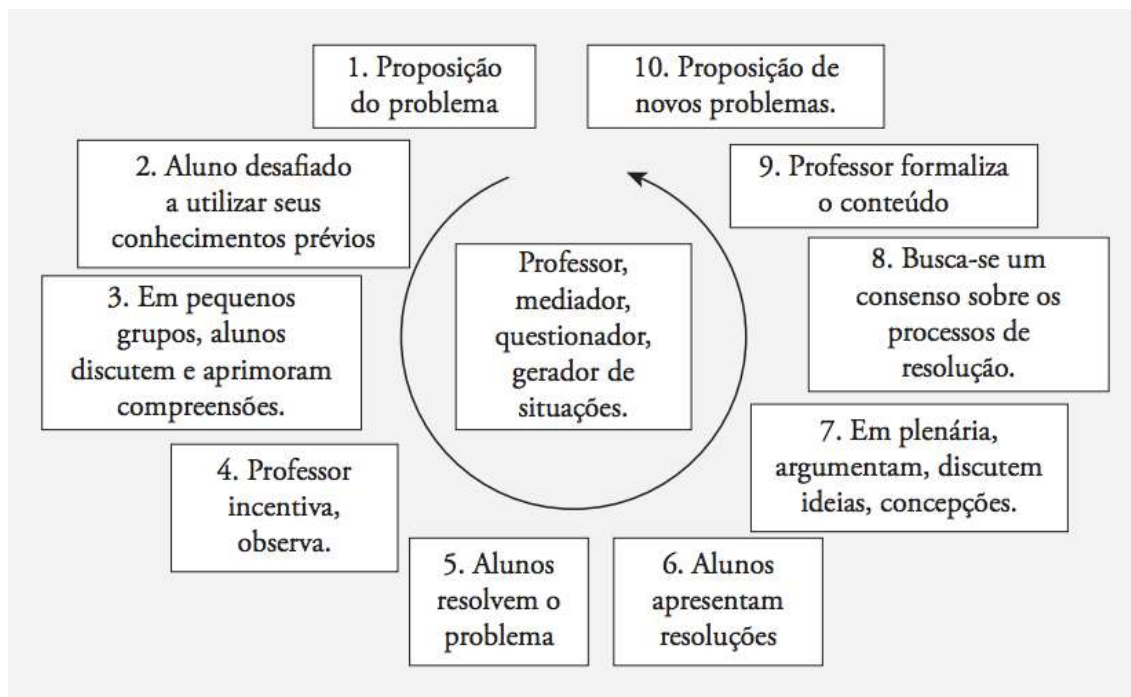 1. Proposição
do problema
2. Aluno desafiado
a utilizar seus
conhecimentos prévios
3. Em pequenos
grupos, alunos
discutem e aprimoram
compreensões.
4. Professor
incentiva,
observa.
5. Alunos
resolvem o
problema
6. Alunos
apresentam
resoluções
7. Em plenária,
argumentam, discutem
ideias, concepções.
8. Busca-se um
consenso sobre os
processos de
resolução.
9. Professor formaliza
o conteúdo
10. Proposição de
novos problemas.
Professor,
mediador,
questionador,
gerador de
situações.